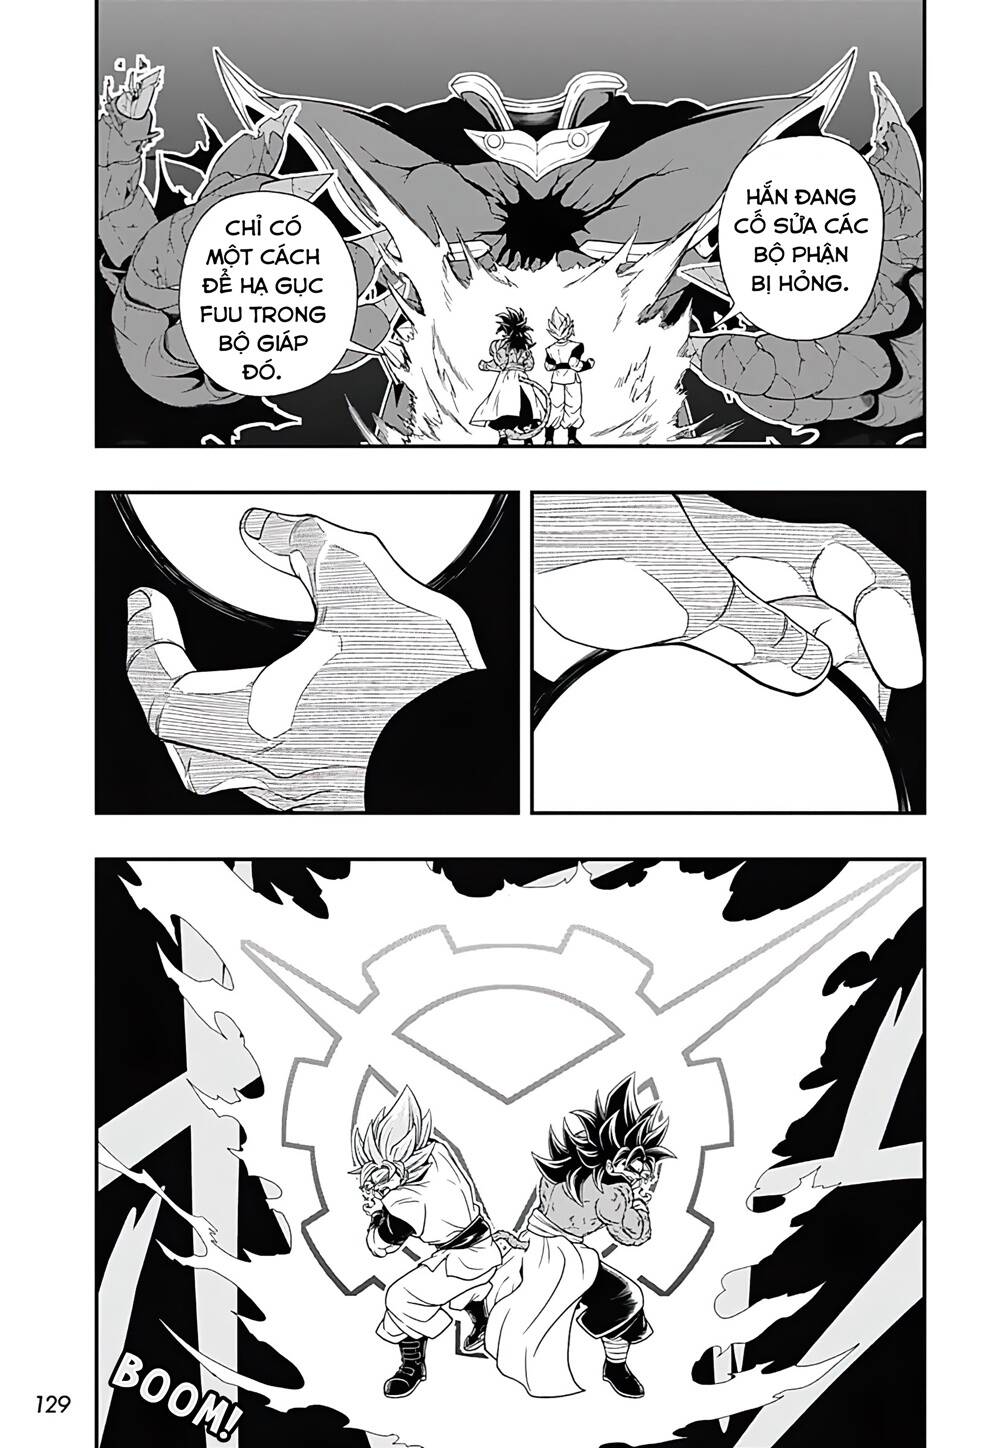 HẮN ĐANG
CỐ SỬA CÁC
BỘ PHẬN
BỊ HỎNG.
CHỈ CÓ
MỘT CÁCH
ĐỂ HẠ GỤC
FUU TRONG
BỘ GIÁP
ĐÓ.
BOOM!
129